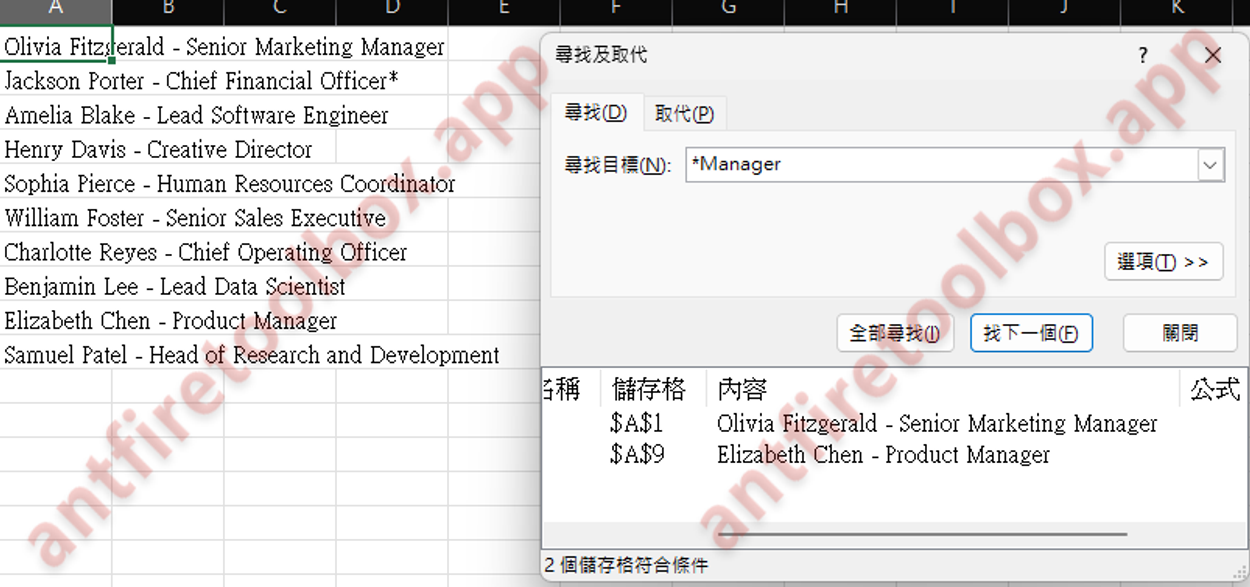 A B C D E F G H I J K
Olivia Fitzgerald - Senior Marketing Manager
Jackson Porter - Chief Financial Officer*
Amelia Blake - Lead Software Engineer
Henry Davis - Creative Director
Sophia Pierce - Human Resources Coordinator
William Foster - Senior Sales Executive
Charlotte Reyes - Chief Operating Officer
Benjamin Lee - Lead Data Scientist
Elizabeth Chen - Product Manager
Samuel Patel - Head of Research and Development
尋找及取代 ?
尋找(D) 取代(P)
尋找目標(N): *Manager
選項(T) >>
全部尋找(I) 找下一個(F) 關閉
名稱 儲存格 內容 公式
$A$1 Olivia Fitzgerald - Senior Marketing Manager
$A$9 Elizabeth Chen - Product Manager
2 個儲存格符合條件
antfiretoolbox.app
antfiretoolbox.app